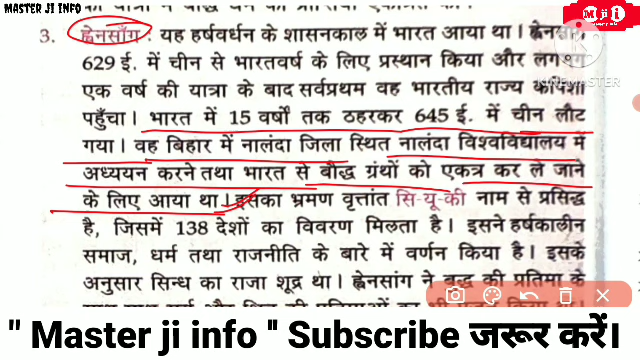 MASTER JI INFO
Mji
3. ह्वेनसाँग : यह हर्षवर्धन के शासनकाल में भारत आया था। ह्वेनसांग
629 ई. में चीन से भारतवर्ष के लिए प्रस्थान किया और लगभग
एक वर्ष की यात्रा के बाद सर्वप्रथम वह भारतीय राज्य कपिशा
KINEMASTER
पहुँचा। भारत में 15 वर्षों तक ठहरकर 645 ई. में चीन लौट
गया। वह बिहार में नालंदा जिला स्थित नालंदा विश्वविद्यालय में
अध्ययन करने तथा भारत से बौद्ध ग्रंथों को एकत्र कर ले जाने
के लिए आया था। इसका भ्रमण वृत्तांत सि-यू-की नाम से प्रसिद्ध
है, जिसमें 138 देशों का विवरण मिलता है। इसने हर्षकालीन
समाज, धर्म तथा राजनीति के बारे में वर्णन किया है। इसके
अनुसार सिन्ध का राजा शूद्र था। ह्वेनसांग ने बुद्ध की प्रतिमा के
" Master ji info " Subscribe जरूर करें।